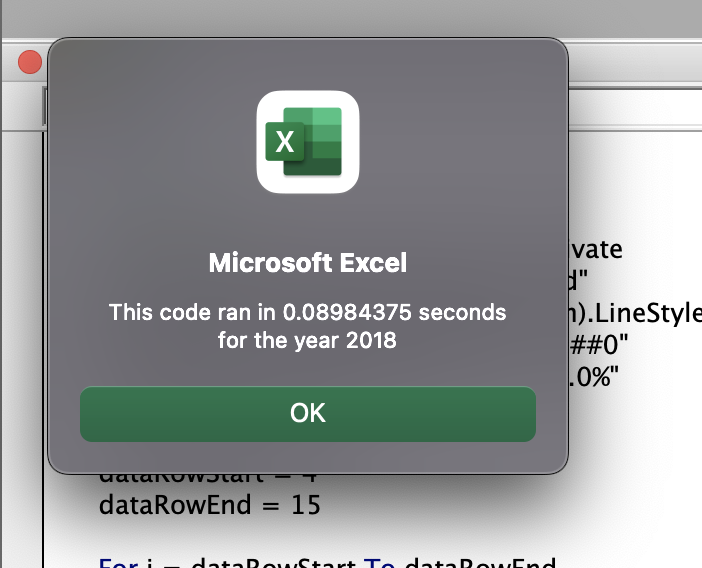 X
Microsoft Excel
This code ran in 0.08984375 seconds
for the year 2018
OK
vate
d"
).LineStyle
##0"
.0%"
dataRowStart = 4
dataRowEnd = 15
For i = dataRowStart To dataRowEnd